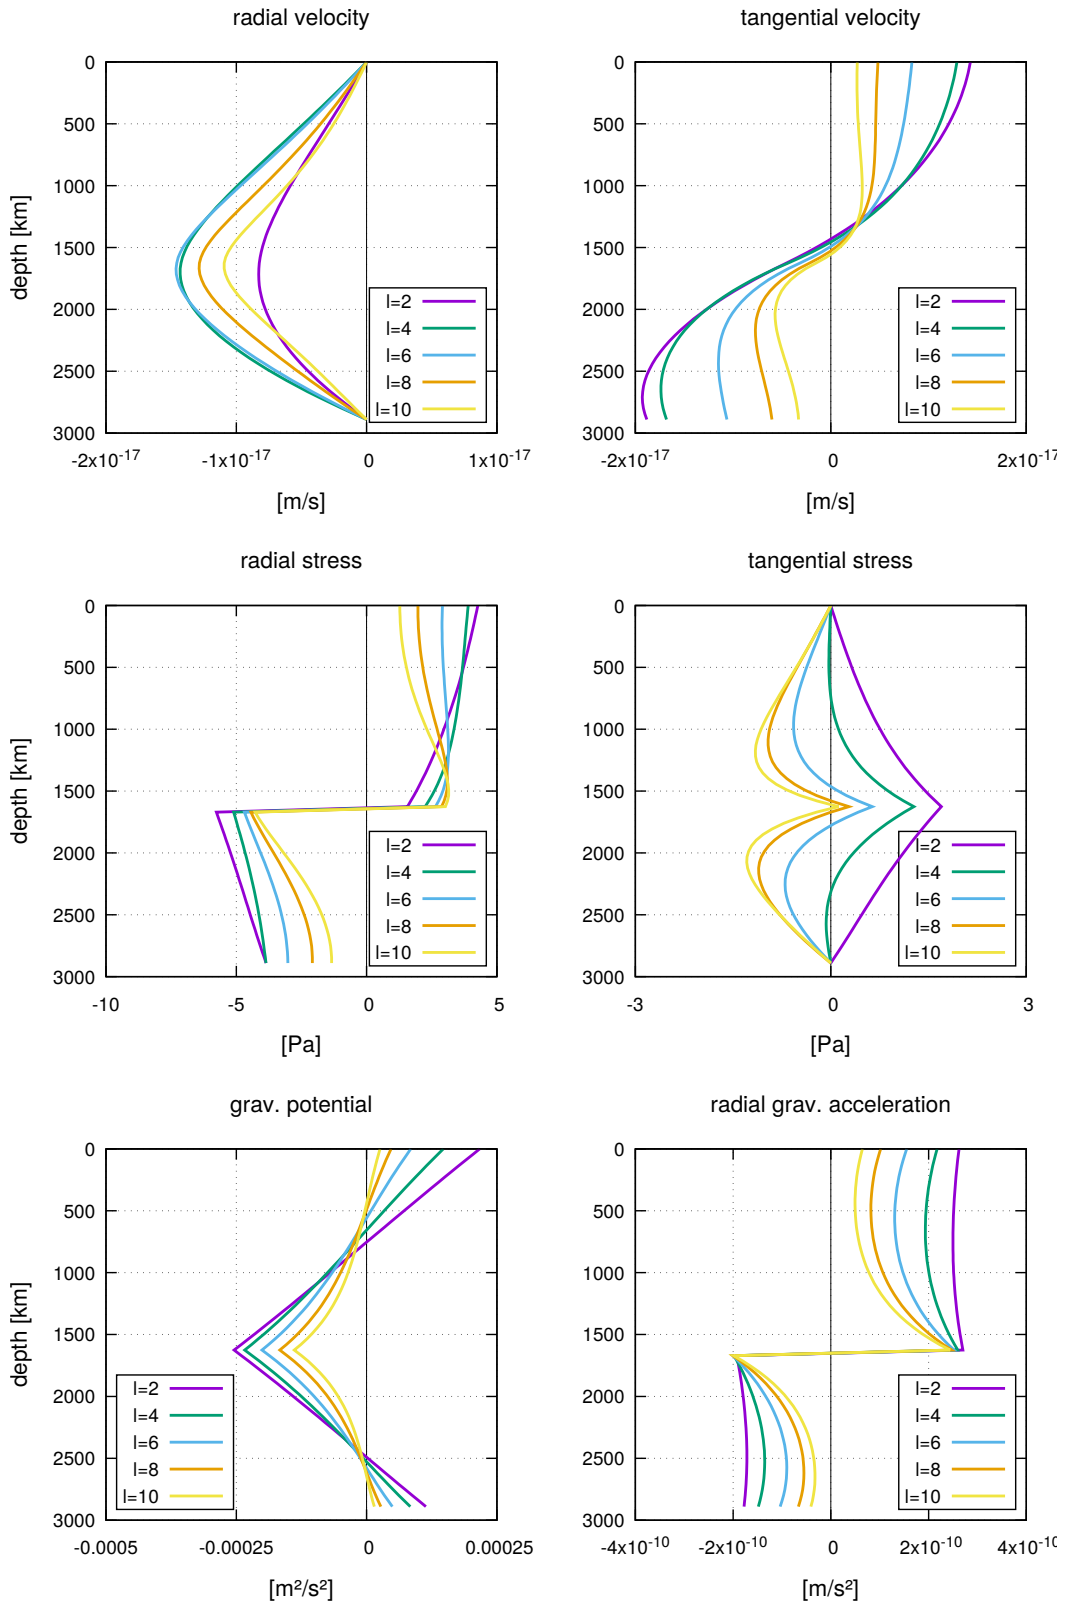 radial velocity
0
500
1000
1500
2000
2500
3000
depth [km]
l=2
l=4
l=6
l=8
l=10
-2x10⁻¹⁷
-1x10⁻¹⁷
0
1x10⁻¹⁷
[m/s]
tangential velocity
0
500
1000
1500
2000
2500
3000
l=2
l=4
l=6
l=8
l=10
-2x10⁻¹⁷
0
2x10⁻¹⁷
[m/s]
radial stress
0
500
1000
1500
2000
2500
3000
depth [km]
l=2
l=4
l=6
l=8
l=10
-10
-5
0
5
[Pa]
tangential stress
0
500
1000
1500
2000
2500
3000
l=2
l=4
l=6
l=8
l=10
-3
0
3
[Pa]
grav. potential
0
500
1000
1500
2000
2500
3000
depth [km]
l=2
l=4
l=6
l=8
l=10
-0.0005
-0.00025
0
0.00025
[m²/s²]
radial grav. acceleration
0
500
1000
1500
2000
2500
3000
l=2
l=4
l=6
l=8
l=10
-4x10⁻¹⁰
-2x10⁻¹⁰
0
2x10⁻¹⁰
4x10⁻¹⁰
[m/s²]